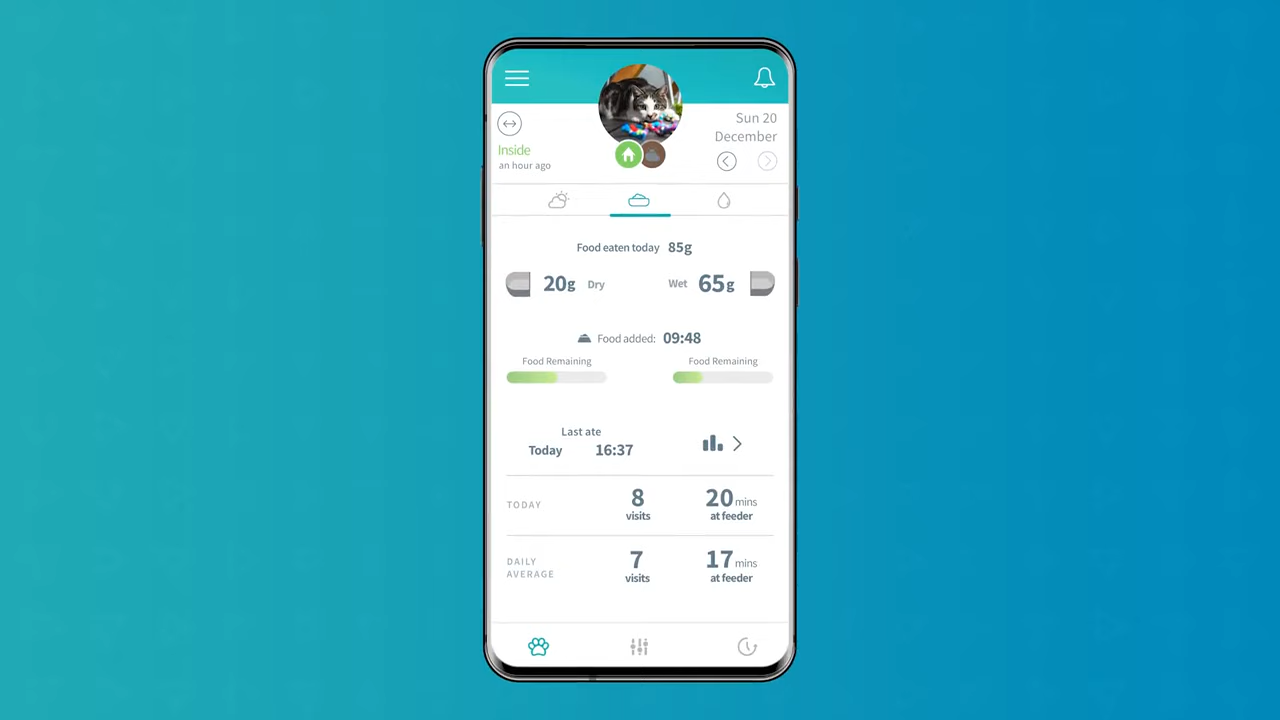 Sun 20
December
Inside
an hour ago
Food eaten today 85g
20g Dry Wet 65g
Food added: 09:48
Food Remaining Food Remaining
Last ate
Today 16:37
TODAY 8 visits 20 mins at feeder
DAILY AVERAGE 7 visits 17 mins at feeder